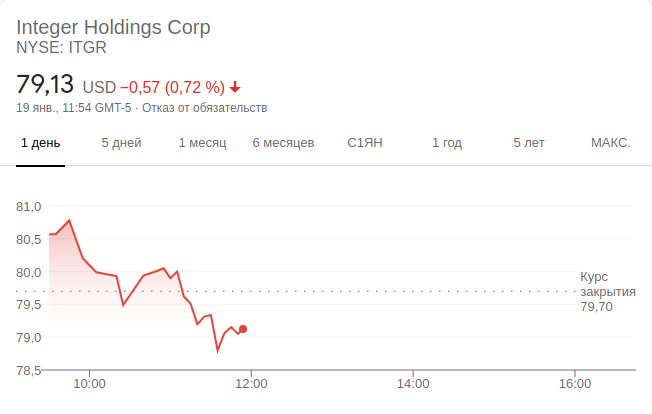 Integer Holdings Corp
NYSE: ITGR
79,13 USD −0,57 (0,72 %)
19 янв., 11:54 GMT-5 · Отказ от обязательств
1 день 5 дней 1 месяц 6 месяцев С1ЯН 1 год 5 лет МАКС.
81,0
80,5
80,0
79,5
79,0
78,5
Курс
закрытия
79,70
10:00 12:00 14:00 16:00